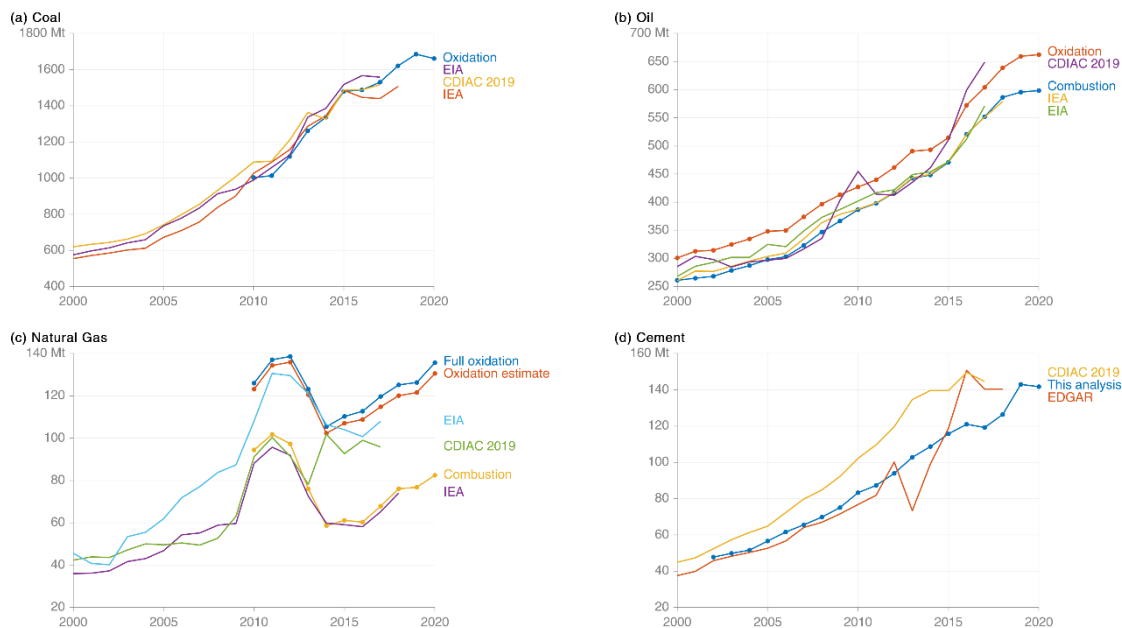 (a) Coal
1800 Mt
1600
1400
1200
1000
800
600
400
2000
2005
2010
2015
2020
Oxidation
EIA
CDIAC 2019
IEA
(b) Oil
700 Mt
650
600
550
500
450
400
350
300
250
2000
2005
2010
2015
2020
Oxidation
CDIAC 2019
Combustion
IEA
EIA
(c) Natural Gas
140 Mt
120
100
80
60
40
20
2000
2005
2010
2015
2020
Full oxidation
Oxidation estimate
EIA
CDIAC 2019
Combustion
IEA
(d) Cement
160 Mt
140
120
100
80
60
40
20
2000
2005
2010
2015
2020
CDIAC 2019
This analysis
EDGAR